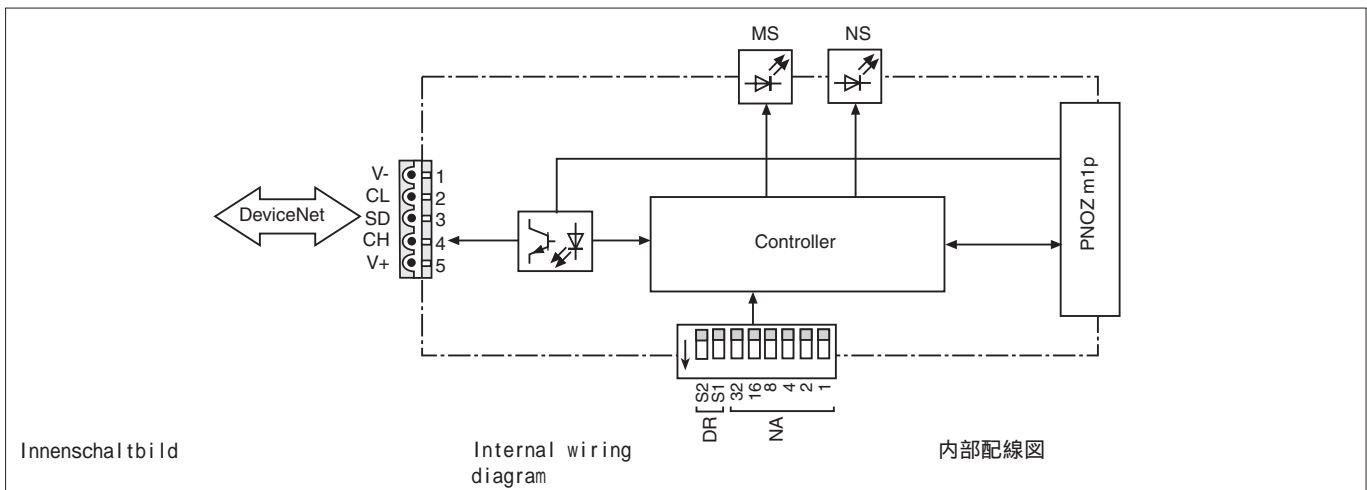 MS
NS
V-
1
CL
2
DeviceNet
SD
3
CH
4
V+
5
Controller
PNOZ m1p
S2
S1
32
16
8
4
2
1
DR
NA
Innenschaltbild
Internal wiring
diagram
内部配線図